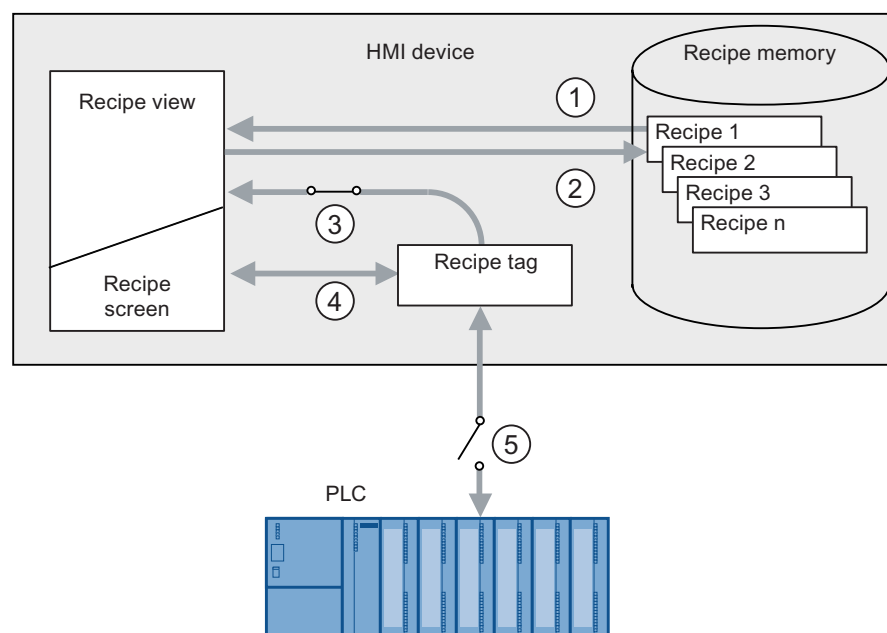 HMI device
Recipe memory
Recipe view
1
Recipe 1
Recipe 2
2
Recipe 3
3
Recipe n
Recipe tag
Recipe
screen
4
5
PLC